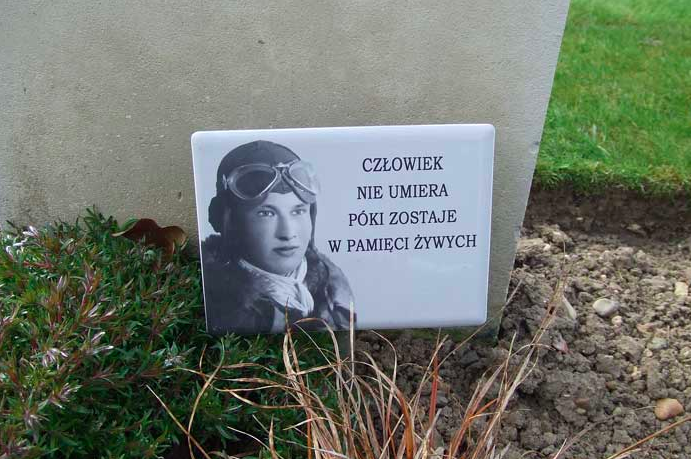 CZŁOWIEK
NIE UMIERA
PÓKI ZOSTAJE
W PAMIĘCI ŻYWYCH